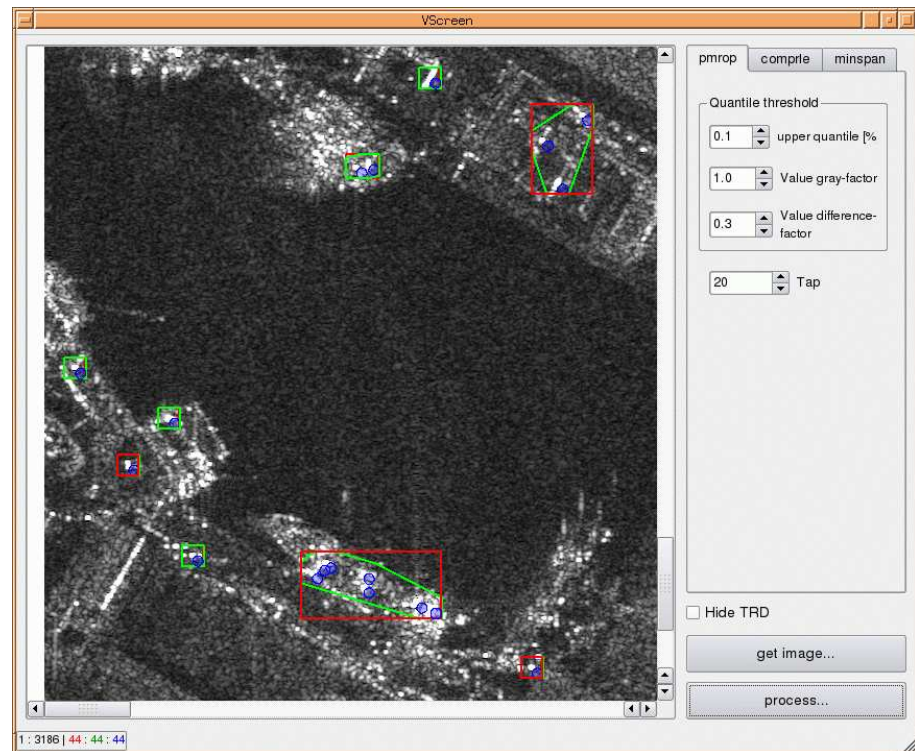 VScreen
pmrop comprle minspan
Quantile threshold
0.1 upper quantile [%
1.0 Value gray-factor
0.3 Value difference-
factor
20 Tap
Hide TRD
get image...
process...
1 : 3186 | 44 : 44 : 44